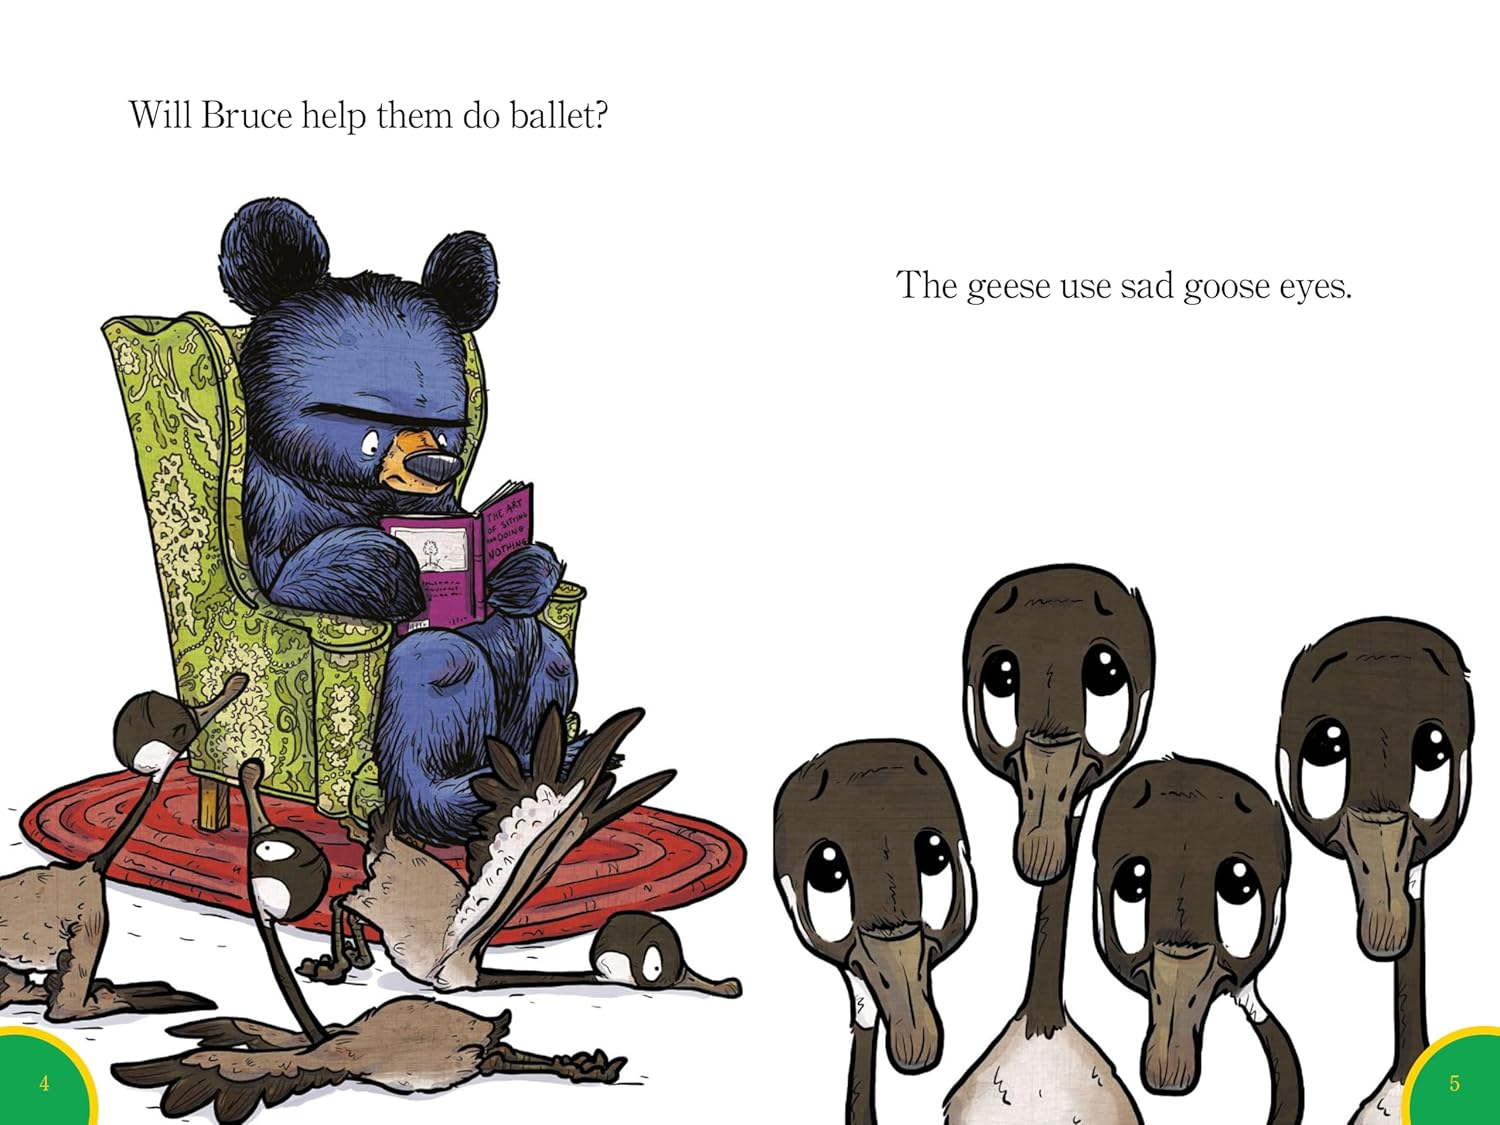 Will Bruce help them do ballet?
THE ART
OF SITTING
AND DOING
NOTHING
4
The geese use sad goose eyes.
5